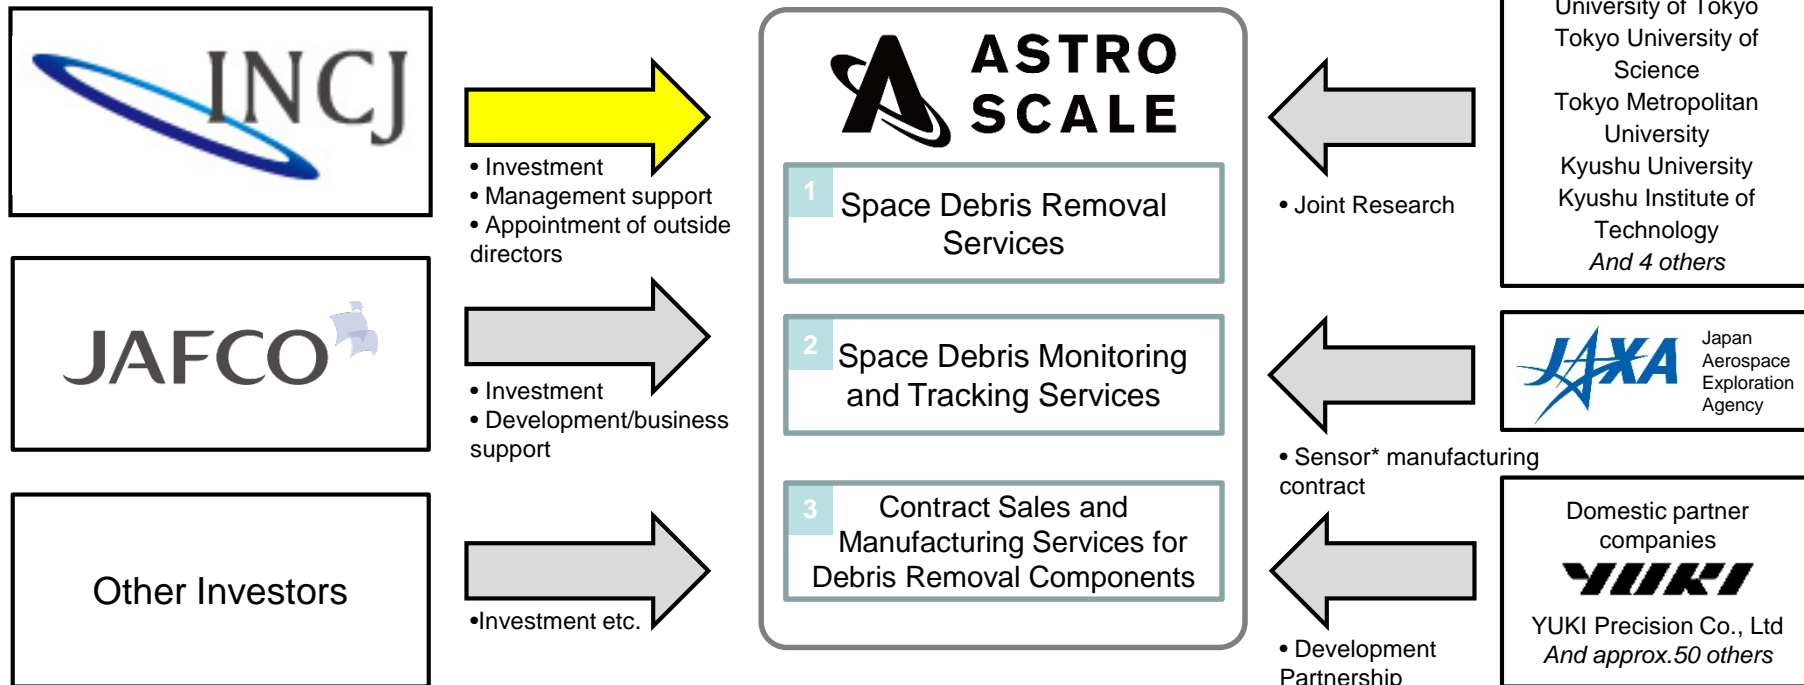 INCJ
• Investment
• Management support
• Appointment of outside
directors
JAFCO
• Investment
• Development/business
support
Other Investors
•Investment etc.
ASTRO
SCALE
1
Space Debris Removal
Services
2
Space Debris Monitoring
and Tracking Services
3
Contract Sales and
Manufacturing Services for
Debris Removal Components
• Joint Research
• Sensor* manufacturing
contract
• Development
Partnership
University of Tokyo
Tokyo University of
Science
Tokyo Metropolitan
University
Kyushu University
Kyushu Institute of
Technology
And 4 others
JAXA
Japan
Aerospace
Exploration
Agency
Domestic partner
companies
YUKI
YUKI Precision Co., Ltd
And approx.50 others